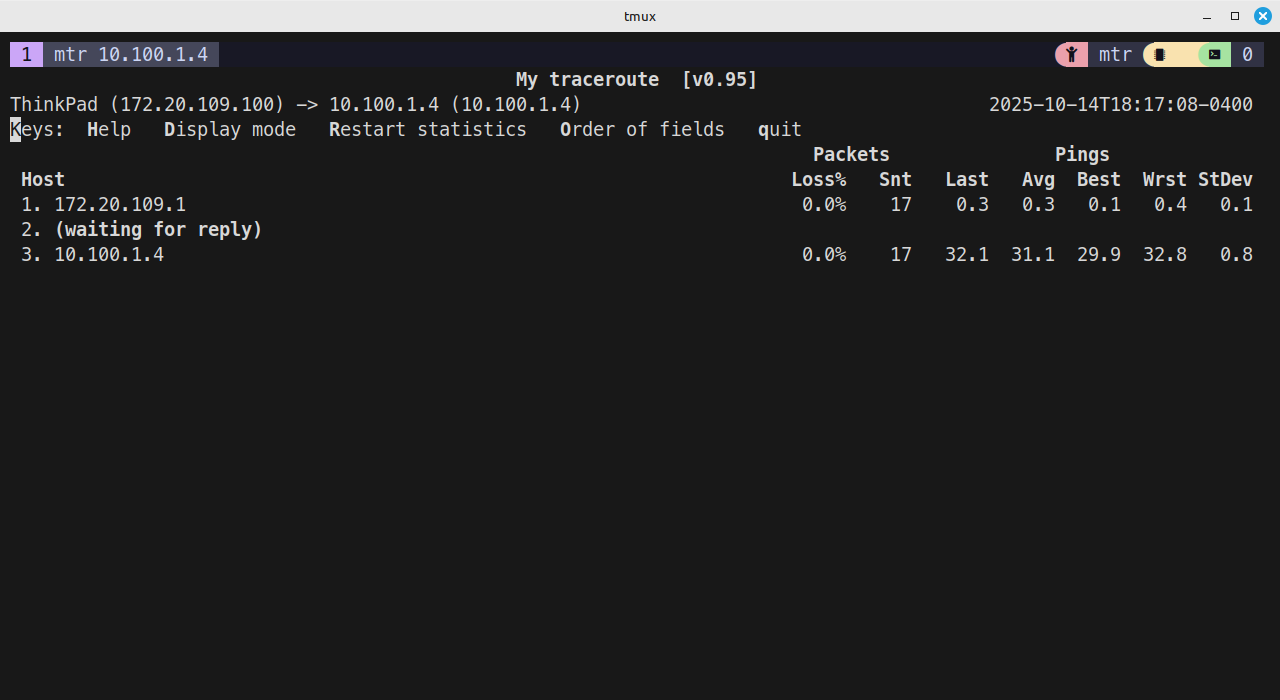 tmux
1 mtr 10.100.1.4 mtr 0
My traceroute [v0.95]
ThinkPad (172.20.109.100) -> 10.100.1.4 (10.100.1.4) 2025-10-14T18:17:08-0400
Keys: Help Display mode Restart statistics Order of fields quit
Packets Pings
Host Loss% Snt Last Avg Best Wrst StDev
1. 172.20.109.1 0.0% 17 0.3 0.3 0.1 0.4 0.1
2. (waiting for reply)
3. 10.100.1.4 0.0% 17 32.1 31.1 29.9 32.8 0.8